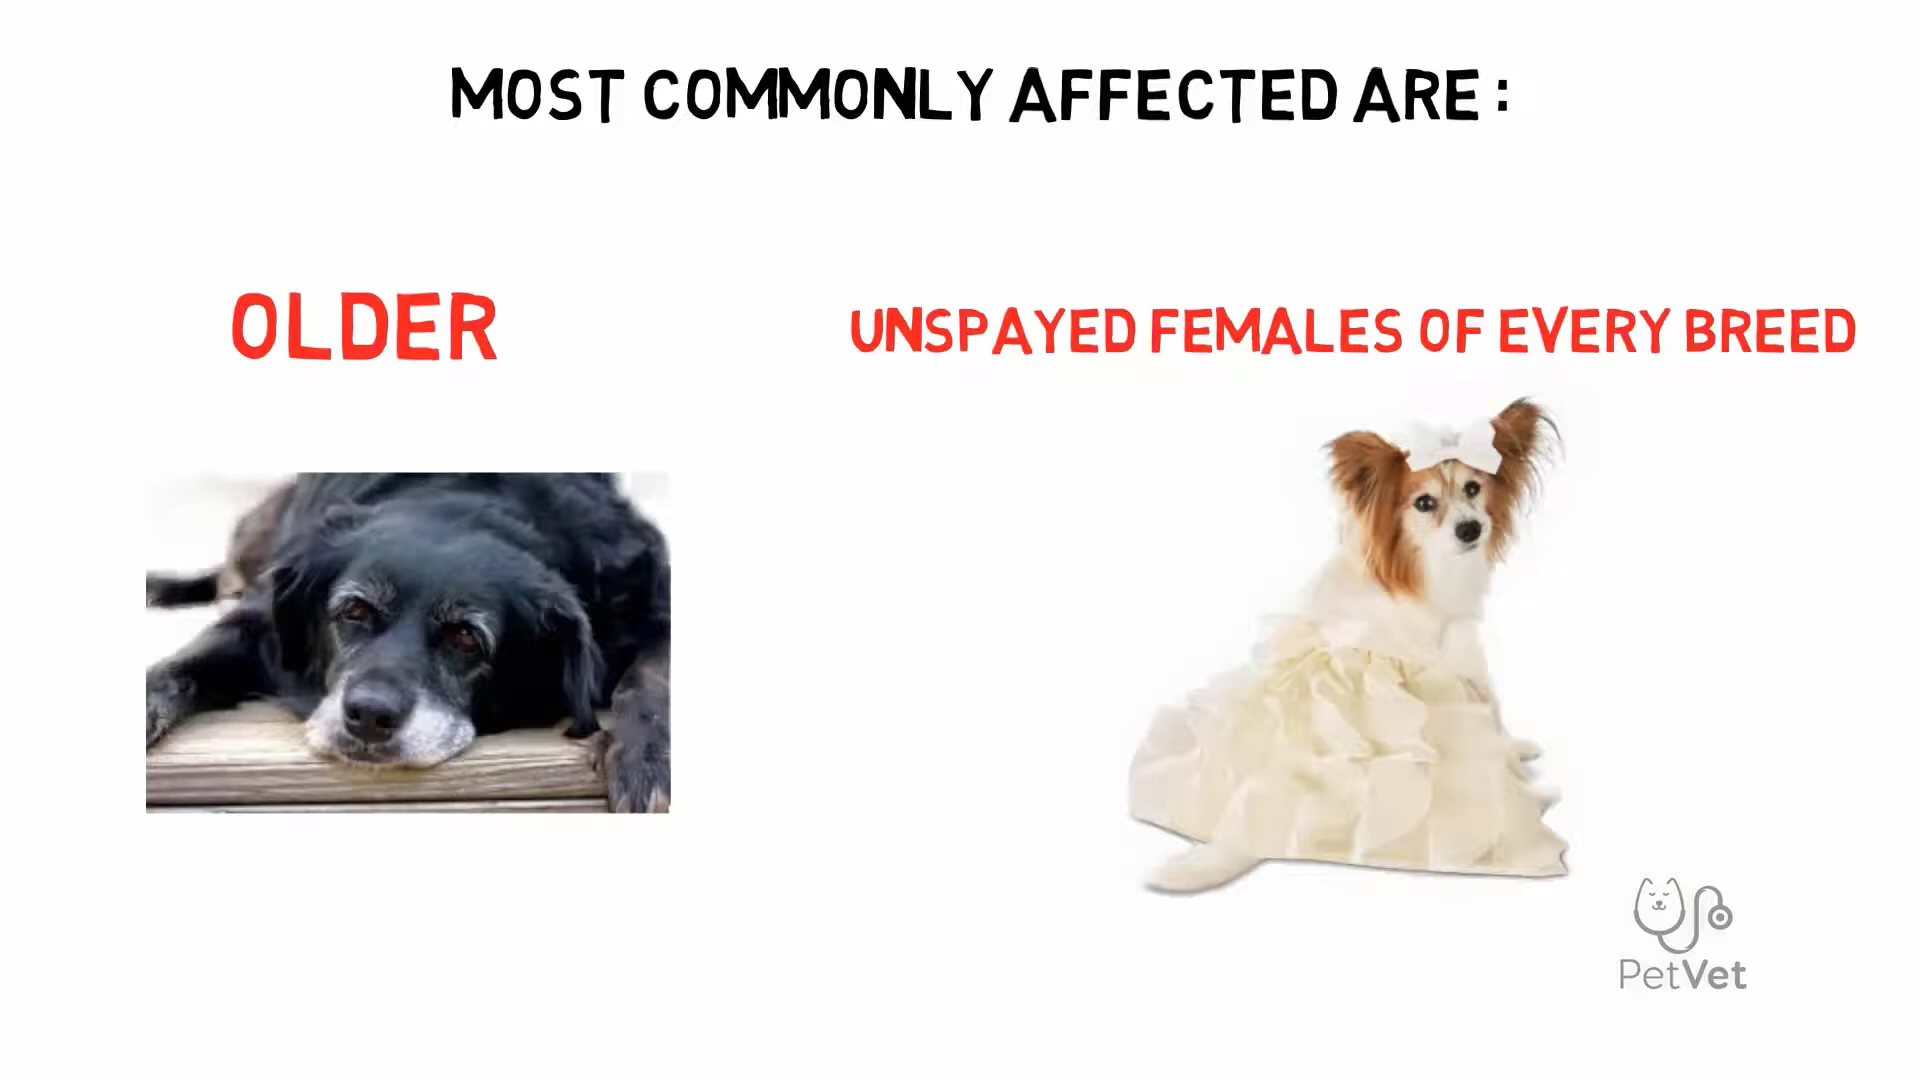 MOST COMMONLY AFFECTED ARE :
OLDER
UNSPAYED FEMALES OF EVERY BREED
PetVet